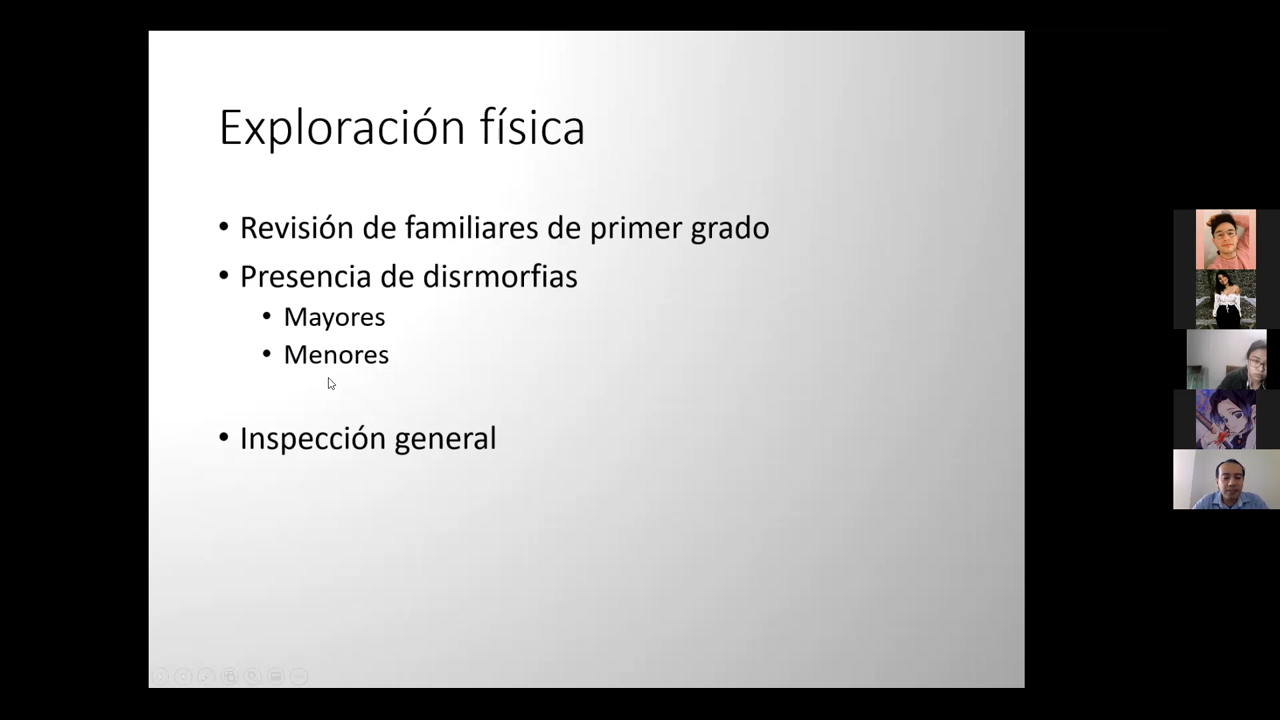 Exploración física
• Revisión de familiares de primer grado
• Presencia de disrmorfias
• Mayores
• Menores
• Inspección general